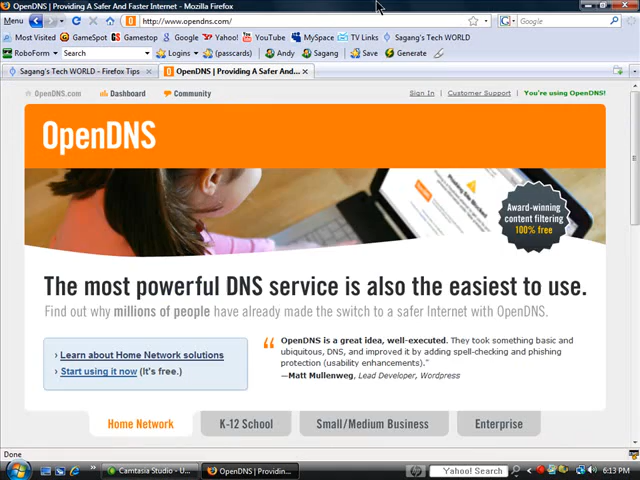 OpenDNS | Providing A Safer And Faster Internet - Mozilla Firefox
Menu
http://www.opendns.com/
Google
Most Visited GameSpot Gamestop Google YouTube MySpace TV Links Sagang's Tech WORLD
RoboForm Search Logins (passcards) Andy Sagang Save Generate
Sagang's Tech WORLD - Firefox Tips
OpenDNS | Providing A Safer And...
OpenDNS.com Dashboard Community Sign In Customer Support You're using OpenDNS!
OpenDNS
Award-winning
content filtering
100% free
The most powerful DNS service is also the easiest to use.
Find out why millions of people have already made the switch to a safer Internet with OpenDNS.
› Learn about Home Network solutions
› Start using it now (It's free.)
“ OpenDNS is a great idea, well-executed. They took something basic and
ubiquitous, DNS, and improved it by adding spell-checking and phishing
protection (usability enhancements)."
—Matt Mullenweg, Lead Developer, Wordpress
Home Network K-12 School Small/Medium Business Enterprise
Done
Camtasia Studio - U... OpenDNS | Providin... Yahoo! Search 6:13 PM